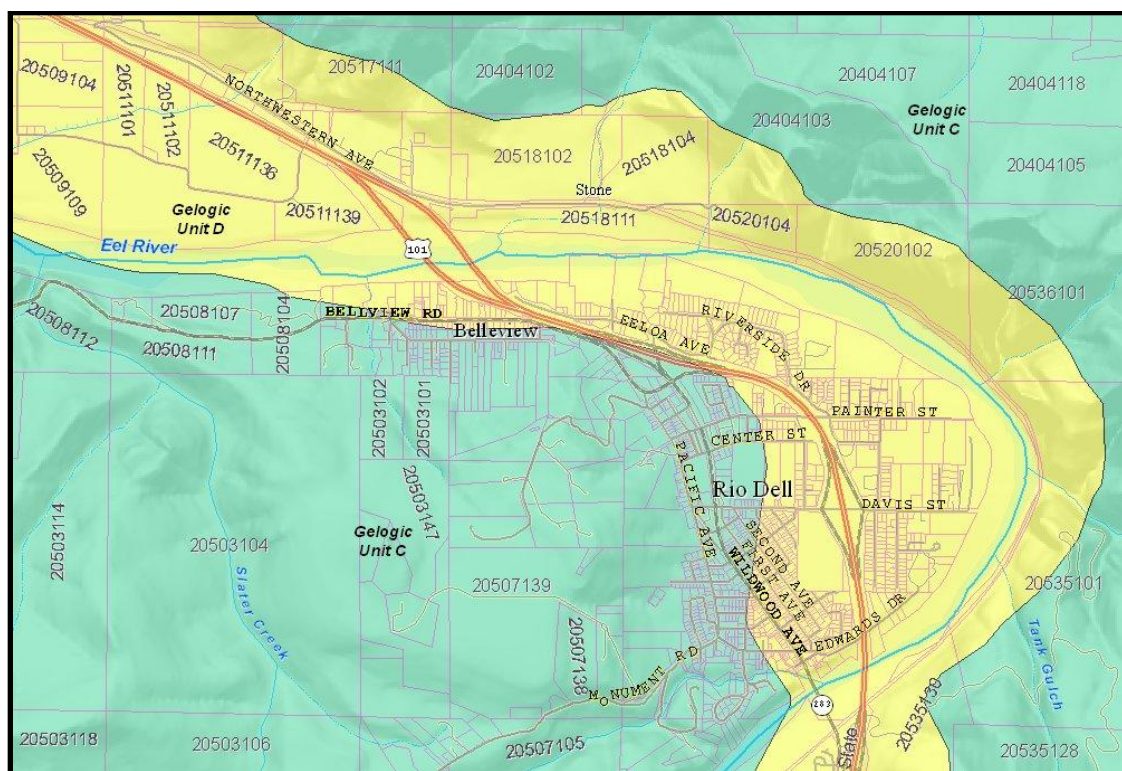 20509104
20511101
20511102
NORTHWESTERN AVE
20517111
20404102
20404107
20404118
Gelogic
Unit C
20404103
20404105
20511136
20518102
20518104
20509109
Gelogic
Unit D
20511139
Stone
20518111
20520104
20520102
Eel River
101
20536101
20508112
20508107
20508104
20508111
BELLVIEW RD
Belleview
EELOA AVE
RIVERSIDE DR
20503102
20503101
PAINTER ST
CENTER ST
PACIFIC AVE
Rio Dell
DAVIS ST
20503114
20503104
Gelogic
Unit C
20503147
SECOND AVE
FIRST AVE
WILDWOOD AVE
20507139
EDWARDS DR
20535101
Slater Creek
20507138
MONUMENT RD
Tank Gulch
283
20535139
20503118
20503106
20507105
State
20535128